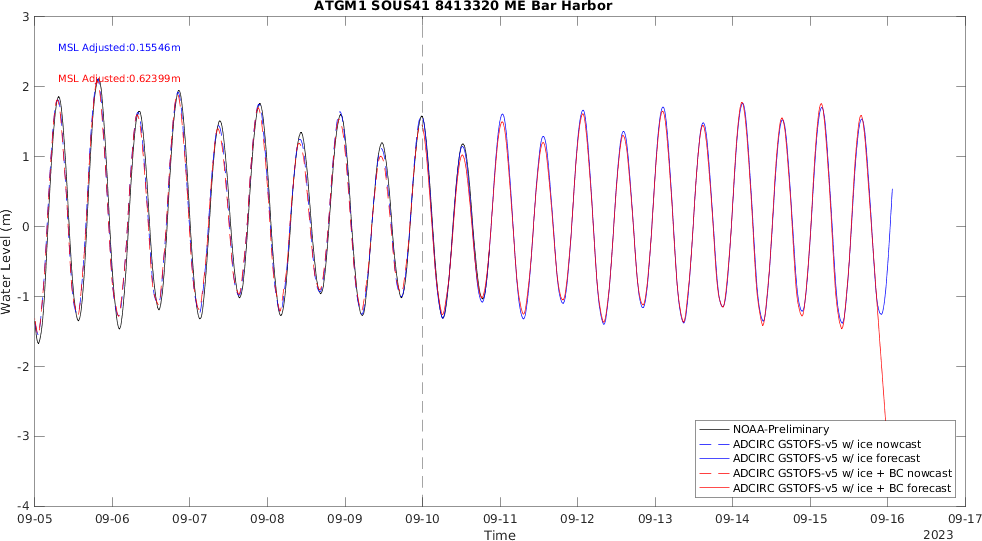 ATGM1 SOUS41 8413320 ME Bar Harbor
MSL Adjusted:0.15546m
MSL Adjusted:0.62399m
3
2
1
0
-1
-2
-3
-4
Water Level (m)
NOAA-Preliminary
ADCIRC GSTOFS-v5 w/ ice nowcast
ADCIRC GSTOFS-v5 w/ ice forecast
ADCIRC GSTOFS-v5 w/ ice + BC nowcast
ADCIRC GSTOFS-v5 w/ ice + BC forecast
09-05 09-06 09-07 09-08 09-09 09-10 09-11 09-12 09-13 09-14 09-15 09-16 09-17
Time
2023